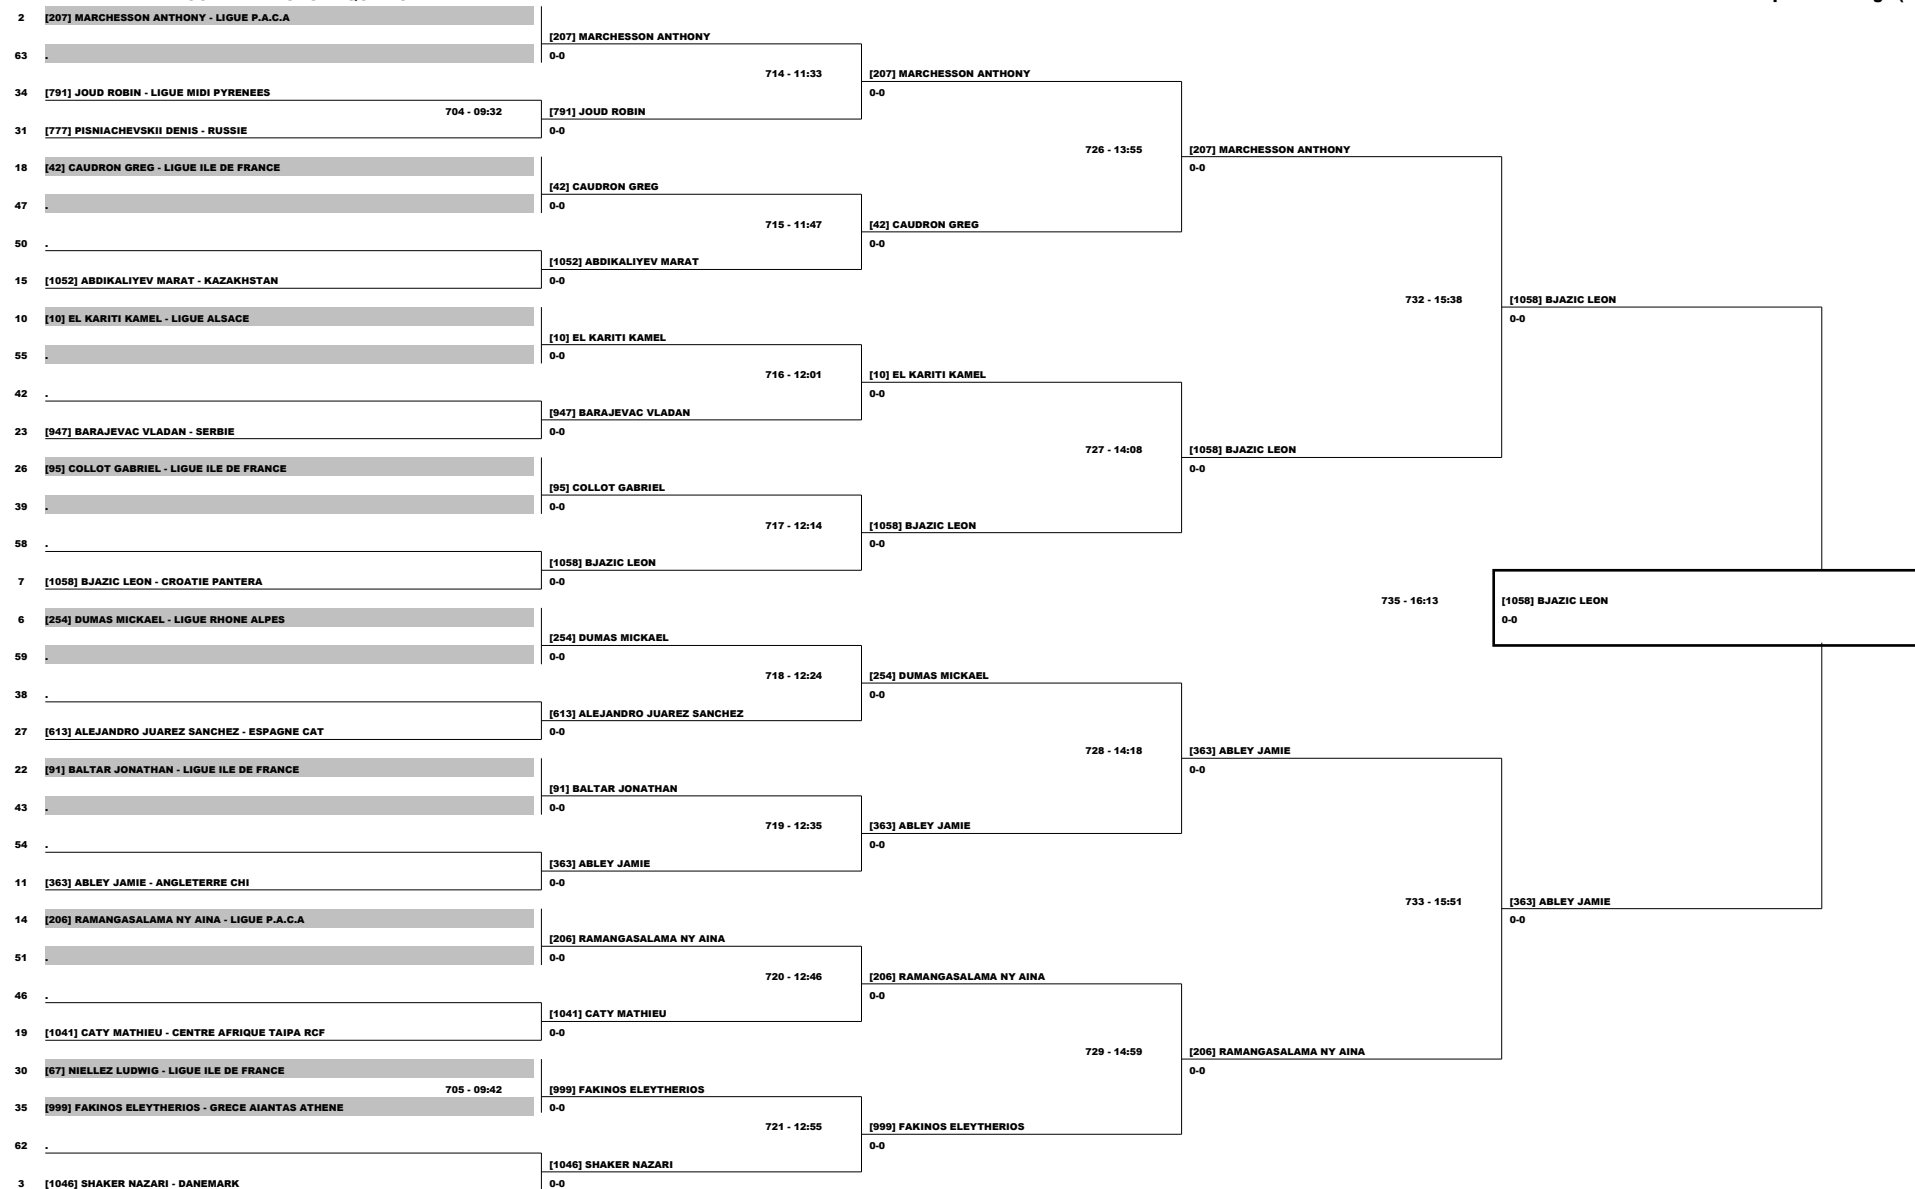 2 [207] MARCHESSON ANTHONY - LIGUE P.A.C.A
[207] MARCHESSON ANTHONY
63 . 0-0
714 - 11:33 [207] MARCHESSON ANTHONY
34 [791] JOUD ROBIN - LIGUE MIDI PYRENEES 0-0
704 - 09:32 [791] JOUD ROBIN
31 [777] PISNIACHEVSKII DENIS - RUSSIE 0-0
726 - 13:55 [207] MARCHESSON ANTHONY
18 [42] CAUDRON GREG - LIGUE ILE DE FRANCE 0-0
[42] CAUDRON GREG
47 . 0-0
715 - 11:47 [42] CAUDRON GREG
50 . 0-0
[1052] ABDIKALIYEV MARAT
15 [1052] ABDIKALIYEV MARAT - KAZAKHSTAN 0-0
732 - 15:38 [1058] BJAZIC LEON
10 [10] EL KARITI KAMEL - LIGUE ALSACE 0-0
[10] EL KARITI KAMEL
55 . 0-0
716 - 12:01 [10] EL KARITI KAMEL
42 . 0-0
[947] BARAJEVAC VLADAN
23 [947] BARAJEVAC VLADAN - SERBIE 0-0
727 - 14:08 [1058] BJAZIC LEON
26 [95] COLLOT GABRIEL - LIGUE ILE DE FRANCE 0-0
[95] COLLOT GABRIEL
39 . 0-0
717 - 12:14 [1058] BJAZIC LEON
58 . 0-0
[1058] BJAZIC LEON
7 [1058] BJAZIC LEON - CROATIE PANTERA 0-0
735 - 16:13 [1058] BJAZIC LEON
6 [254] DUMAS MICKAEL - LIGUE RHONE ALPES 0-0
[254] DUMAS MICKAEL
59 . 0-0
718 - 12:24 [254] DUMAS MICKAEL
38 . 0-0
[613] ALEJANDRO JUAREZ SANCHEZ
27 [613] ALEJANDRO JUAREZ SANCHEZ - ESPAGNE CAT 0-0
728 - 14:18 [363] ABLEY JAMIE
22 [91] BALTAR JONATHAN - LIGUE ILE DE FRANCE 0-0
[91] BALTAR JONATHAN
43 . 0-0
719 - 12:35 [363] ABLEY JAMIE
54 . 0-0
[363] ABLEY JAMIE
11 [363] ABLEY JAMIE - ANGLETERRE CHI 0-0
733 - 15:51 [363] ABLEY JAMIE
14 [206] RAMANGASALAMA NY AINA - LIGUE P.A.C.A 0-0
[206] RAMANGASALAMA NY AINA
51 . 0-0
720 - 12:46 [206] RAMANGASALAMA NY AINA
46 . 0-0
[1041] CATY MATHIEU
19 [1041] CATY MATHIEU - CENTRE AFRIQUE TAIPA RCF 0-0
729 - 14:59 [206] RAMANGASALAMA NY AINA
30 [67] NIELLEZ LUDWIG - LIGUE ILE DE FRANCE 0-0
705 - 09:42 [999] FAKINOS ELEYTHERIOS
35 [999] FAKINOS ELEYTHERIOS - GRECE AIANTAS ATHENE 0-0
721 - 12:55 [999] FAKINOS ELEYTHERIOS
62 . 0-0
[1046] SHAKER NAZARI
3 [1046] SHAKER NAZARI - DANEMARK 0-0